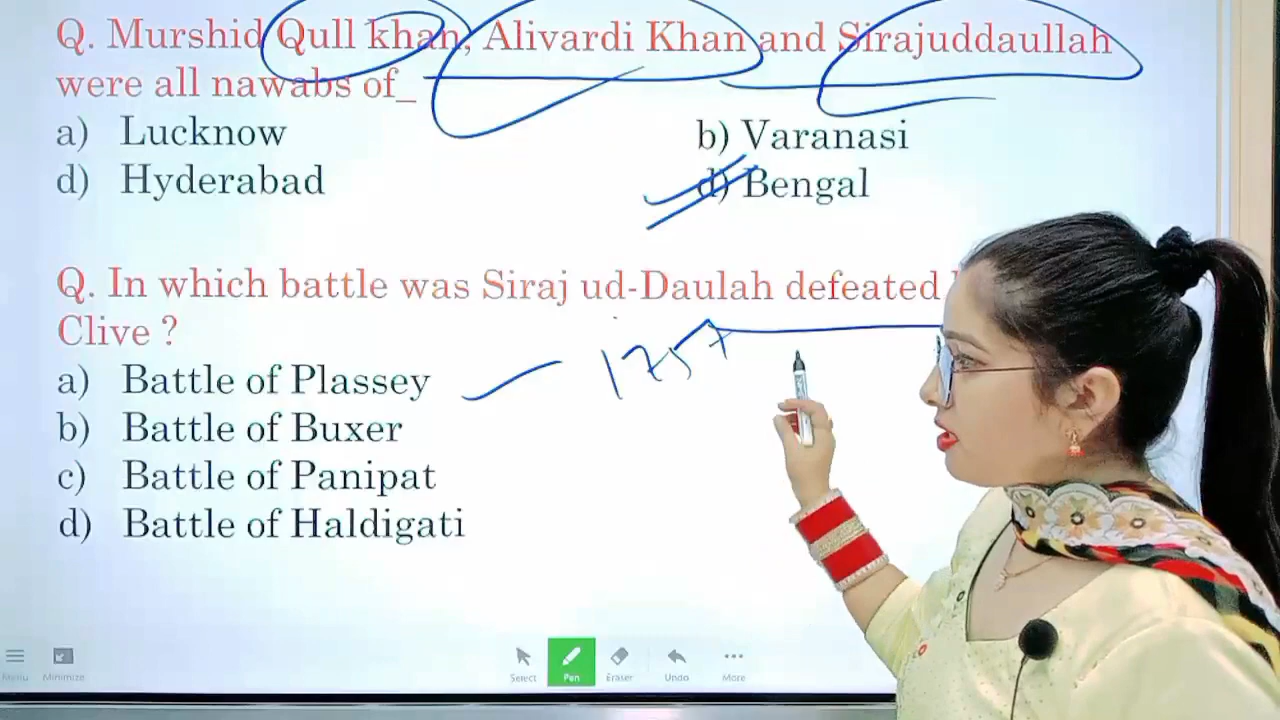 Q. Murshid Qull khan, Alivardi Khan and Sirajuddaullah
were all nawabs of_
a) Lucknow b) Varanasi
d) Hyderabad d) Bengal
Q. In which battle was Siraj ud-Daulah defeated
Clive ?
1757
a) Battle of Plassey
b) Battle of Buxer
c) Battle of Panipat
d) Battle of Haldigati
Menu Minimize Select Pen Eraser Undo More